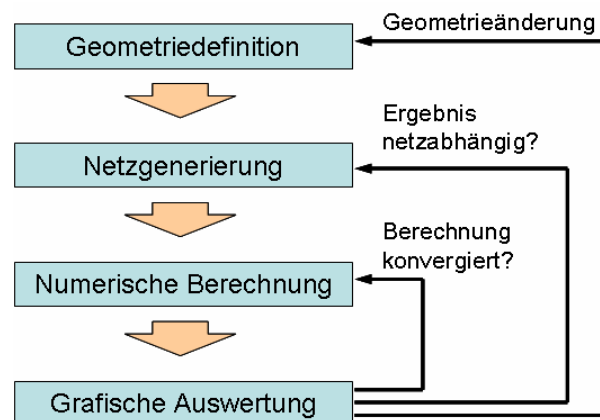 Geometriedefinition
Geometrieänderung
Ergebnis
netzabhängig?
Netzgenerierung
Berechnung
konvergiert?
Numerische Berechnung
Grafische Auswertung